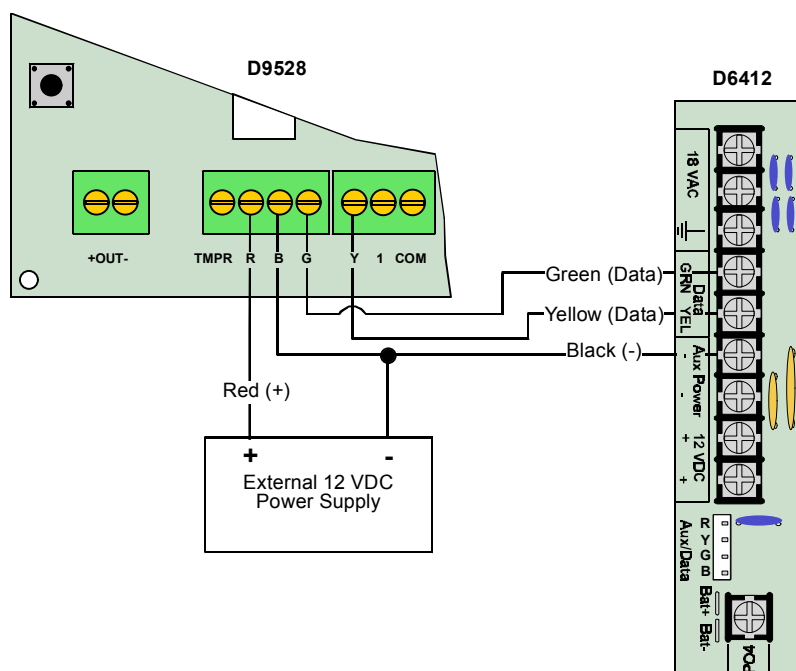 D9528
D6412
18 VAC
+OUT-
TMPR R B G Y 1 COM
Green (Data)
GRN
Data
Yellow (Data)
YEL
Black (-)
- Aux Power
-
+ 12 VDC
+
Red (+)
+ -
External 12 VDC
Power Supply
Aux/Data
R
Y
G
B
Bat+ Bat-
PO4